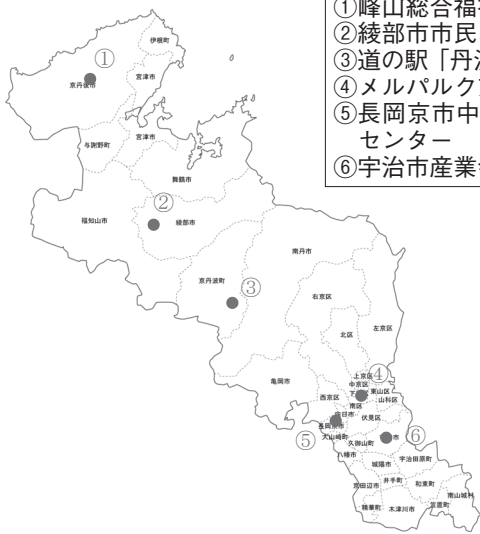 ①峰山総合福
②綾部市市民
③道の駅「丹波
④メルパルク
⑤長岡京市中
センター
⑥宇治市産業
伊根町
①
京丹後市
宮津市
与謝野町
宮津市
舞鶴市
②
福知山市
綾部市
京丹波町
③
南丹市
右京区
左京区
北区
亀岡市
上京区
④
中京区
東山区
西京区
南区
山科区
伏見区
⑤
長岡京市
大山崎町
久御山町
⑥
八幡市
城陽市
宇治田原町
京田辺市
井手町
和束町
南山城村
精華町
木津川市
笠置町